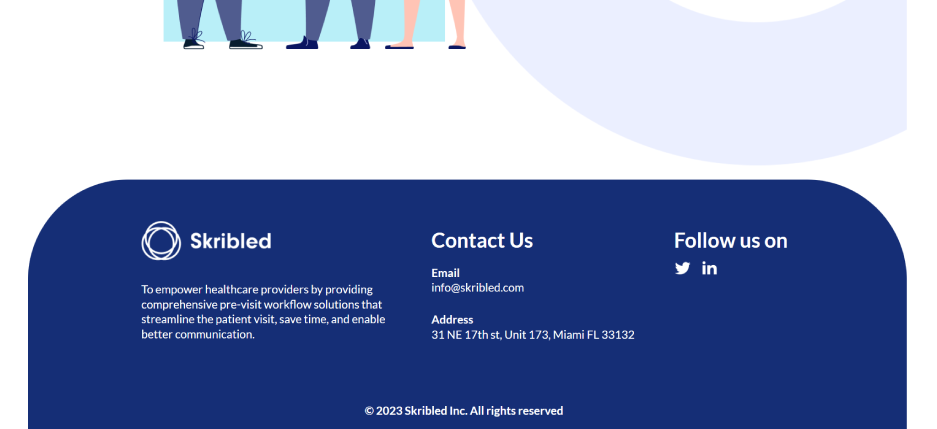 Skribled
To empower healthcare providers by providing
comprehensive pre-visit workflow solutions that
streamline the patient visit, save time, and enable
better communication.
Contact Us
Email
info@skribled.com
Address
31 NE 17th st, Unit 173, Miami FL 33132
Follow us on
in
© 2023 Skribled Inc. All rights reserved